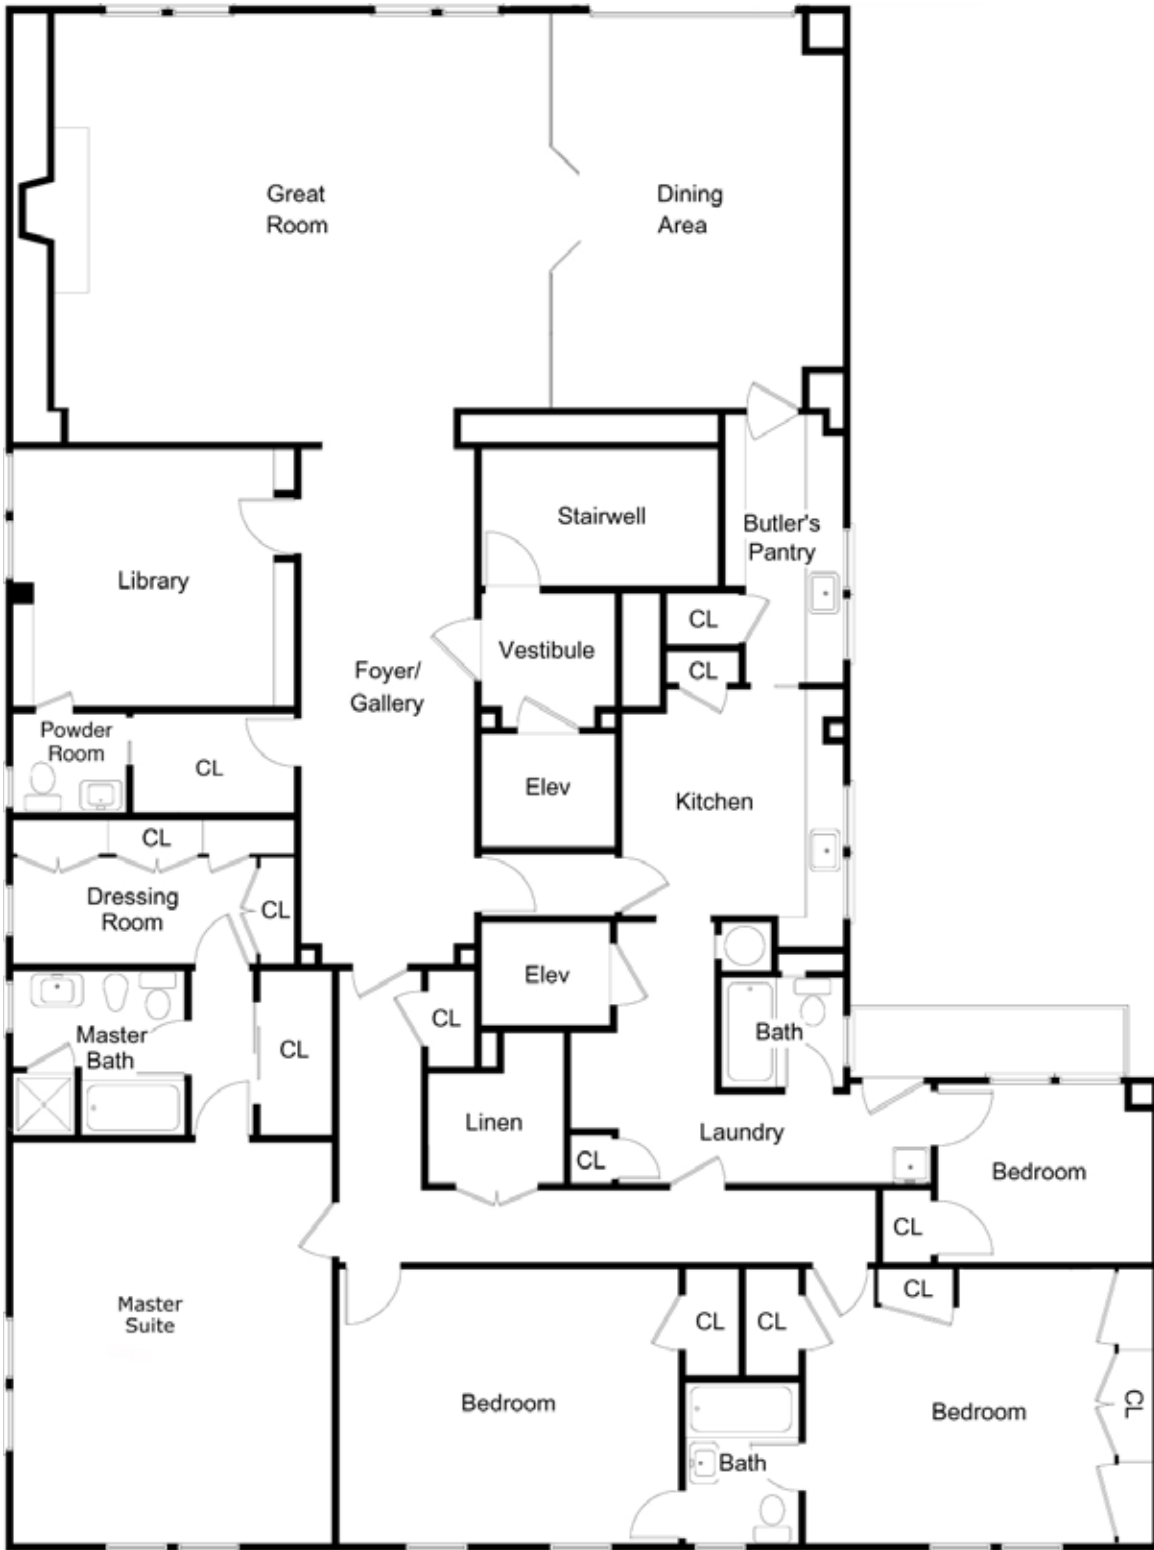 Great
Room
Dining
Area
Stairwell
Butler's
Pantry
Library
CL
Vestibule
CL
Foyer/
Gallery
Powder
Room
CL
Elev
Kitchen
CL
Dressing
Room
CL
Elev
Master
Bath
CL
CL
Bath
Linen
Laundry
CL
Bedroom
CL
Master
Suite
CL
CL
CL
Bedroom
Bedroom
CL
Bath